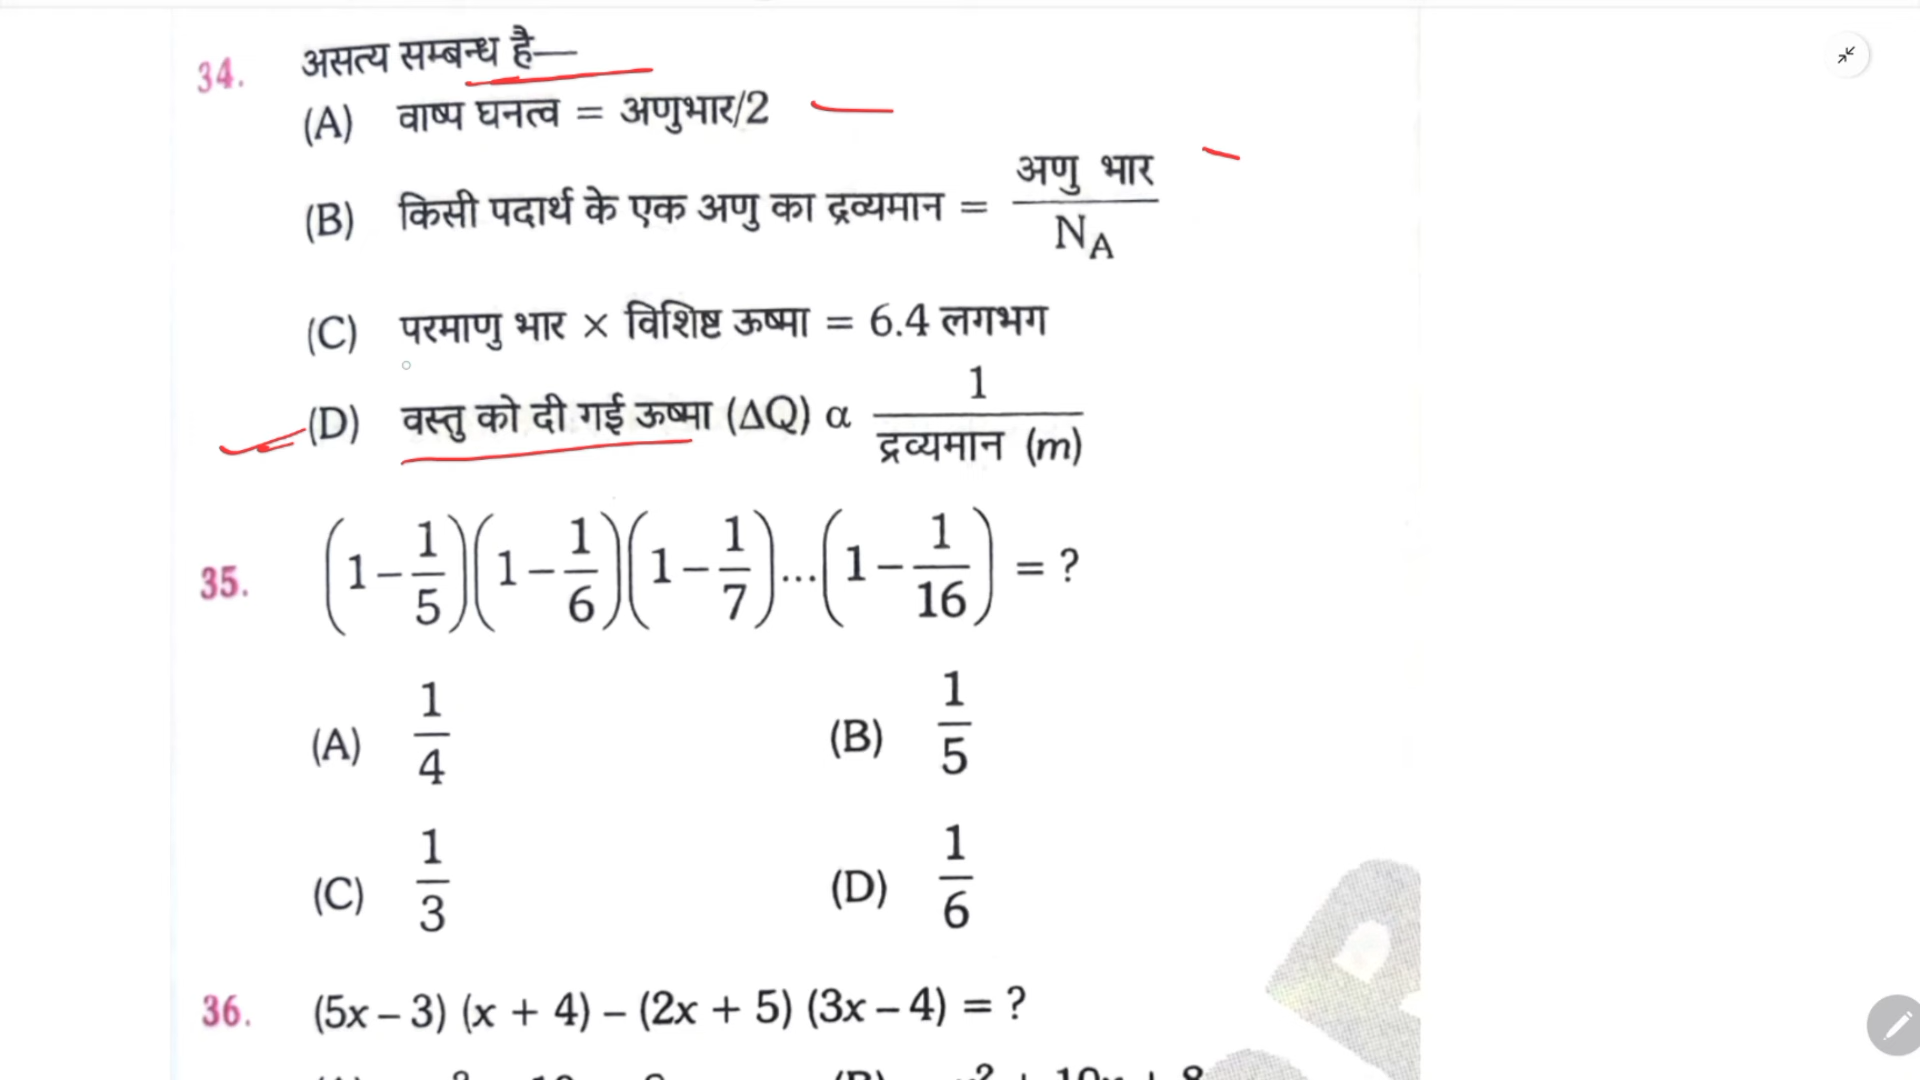 34. असत्य सम्बन्ध है—
(A) वाष्प घनत्व = अणुभार/2
(B) किसी पदार्थ के एक अणु का द्रव्यमान = अणु भार / N_A
(C) परमाणु भार × विशिष्ट ऊष्मा = 6.4 लगभग
(D) वस्तु को दी गई ऊष्मा (ΔQ) α 1 / द्रव्यमान (m)
35. (1 – 1/5)(1 – 1/6)(1 – 1/7)...(1 – 1/16) = ?
(A) 1/4 (B) 1/5
(C) 1/3 (D) 1/6
36. (5x – 3) (x + 4) – (2x + 5) (3x – 4) = ?